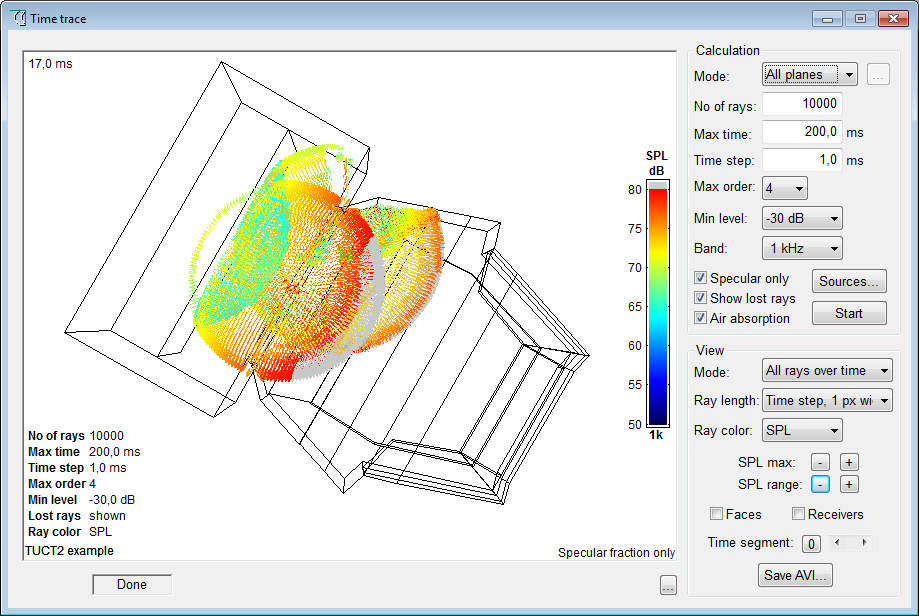 Time trace
17,0 ms
SPL
dB
80
75
70
65
60
55
50
1k
No of rays 10000
Max time 200,0 ms
Time step 1,0 ms
Max order 4
Min level -30,0 dB
Lost rays shown
Ray color SPL
TUCT2 example
Specular fraction only
Done
...
Calculation
Mode: All planes ...
No of rays: 10000
Max time: 200,0 ms
Time step: 1,0 ms
Max order: 4
Min level: -30 dB
Band: 1 kHz
Specular only Sources...
Show lost rays
Air absorption Start
View
Mode: All rays over time
Ray length: Time step, 1 px wi
Ray color: SPL
SPL max: - +
SPL range: - +
Faces Receivers
Time segment: 0
Save AVI...